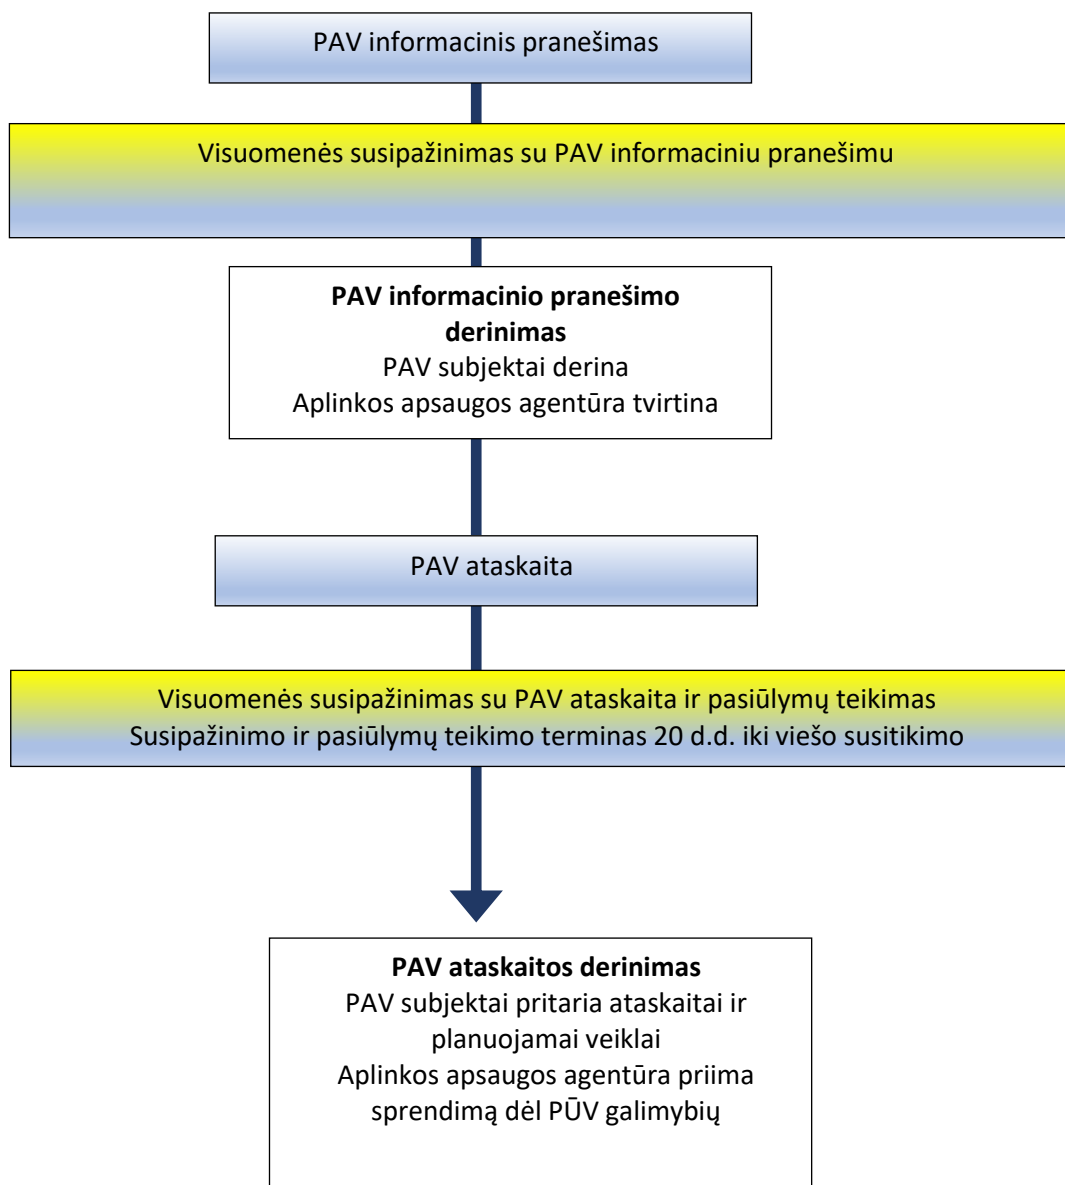 PAV informacinis pranešimas
Visuomenės susipažinimas su PAV informaciniu pranešimu
PAV informacinio pranešimo
derinimas
PAV subjektai derina
Aplinkos apsaugos agentūra tvirtina
PAV ataskaita
Visuomenės susipažinimas su PAV ataskaita ir pasiūlymų teikimas
Susipažinimo ir pasiūlymų teikimo terminas 20 d.d. iki viešo susitikimo
PAV ataskaitos derinimas
PAV subjektai pritaria ataskaitai ir
planuojamai veiklai
Aplinkos apsaugos agentūra priima
sprendimą dėl PŪV galimybių